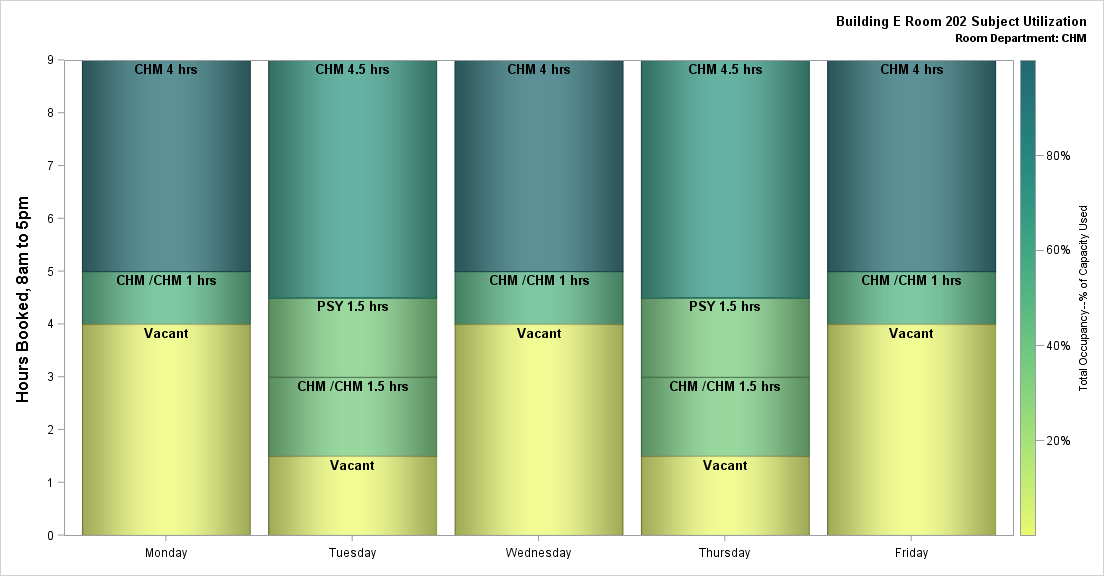 Building E Room 202 Subject Utilization
Room Department: CHM
Hours Booked, 8am to 5pm
9
8
7
6
5
4
3
2
1
0
CHM 4 hrs
CHM /CHM 1 hrs
Vacant
CHM 4.5 hrs
PSY 1.5 hrs
CHM /CHM 1.5 hrs
Vacant
CHM 4 hrs
CHM /CHM 1 hrs
Vacant
CHM 4.5 hrs
PSY 1.5 hrs
CHM /CHM 1.5 hrs
Vacant
CHM 4 hrs
CHM /CHM 1 hrs
Vacant
Monday
Tuesday
Wednesday
Thursday
Friday
80%
60%
40%
20%
Total Occupancy--% of Capacity Used